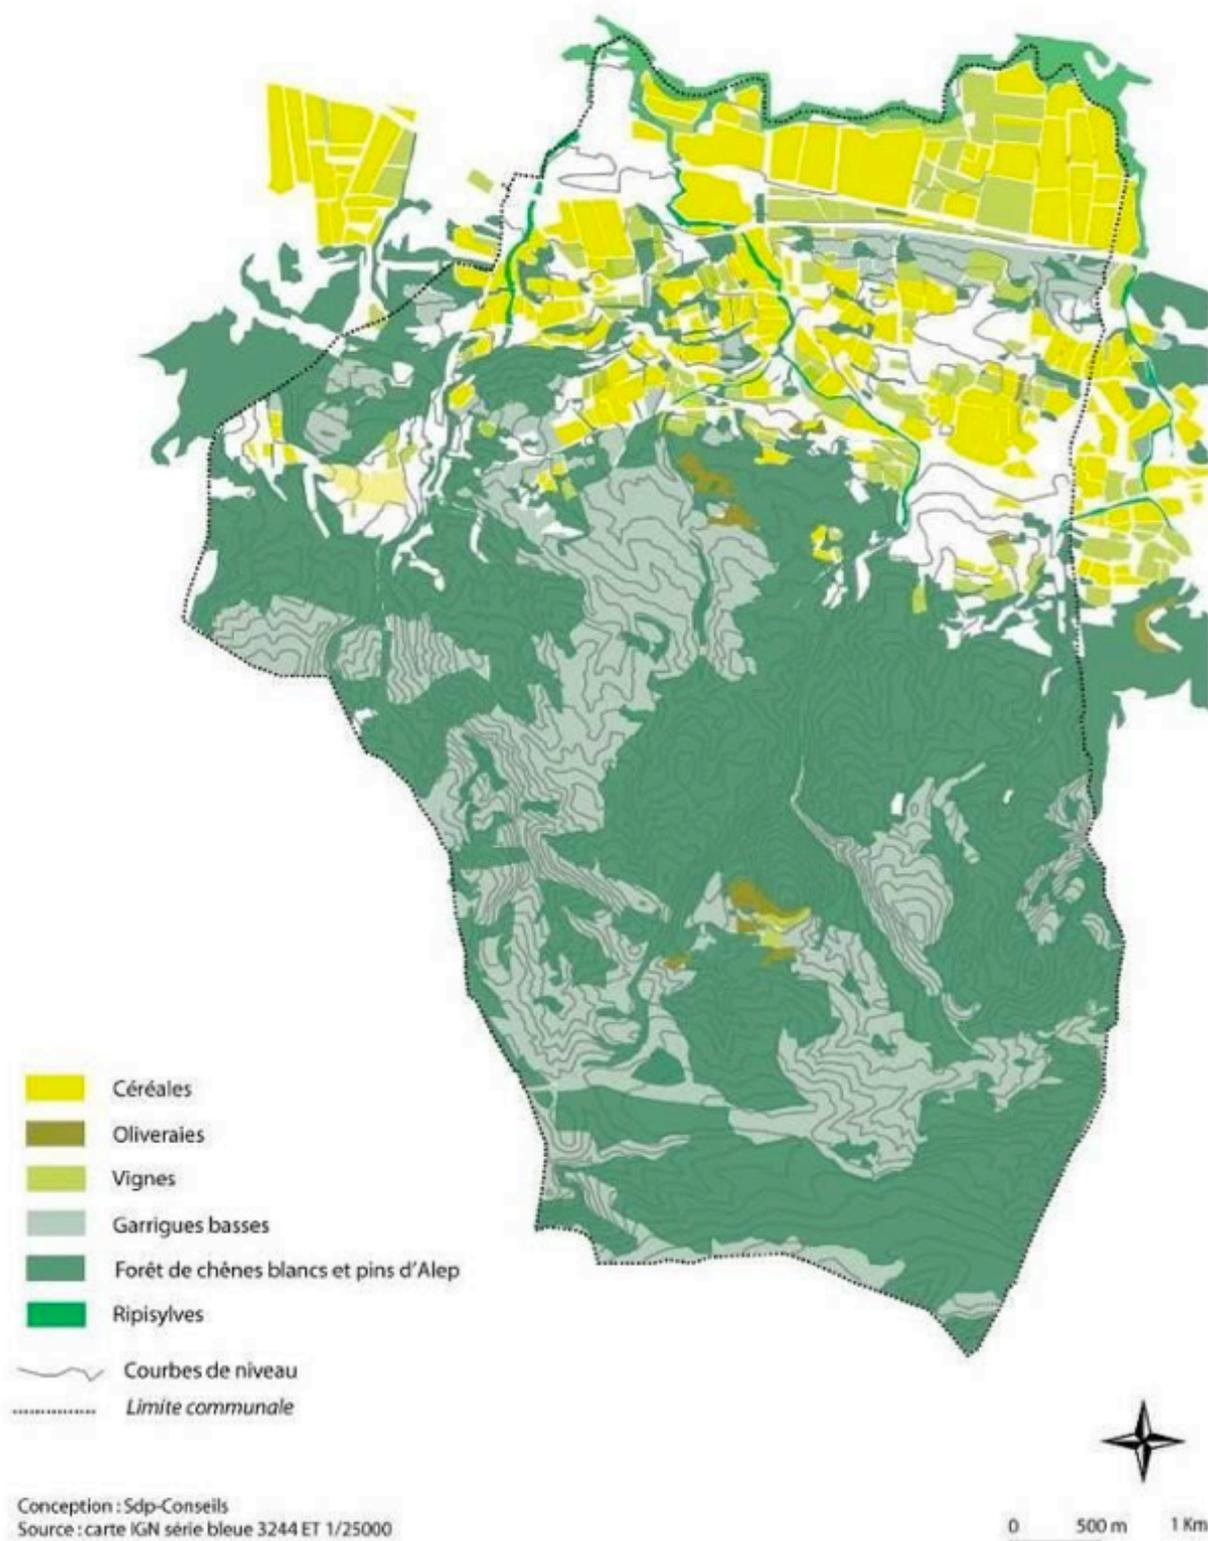 Céréales
Oliveraies
Vignes
Garrigues basses
Forêt de chênes blancs et pins d'Alep
Ripisylves
Courbes de niveau
Limite communale
Conception : Sdp-Conseils
Source : carte IGN série bleue 3244 ET 1/25000
0 500 m 1 Km